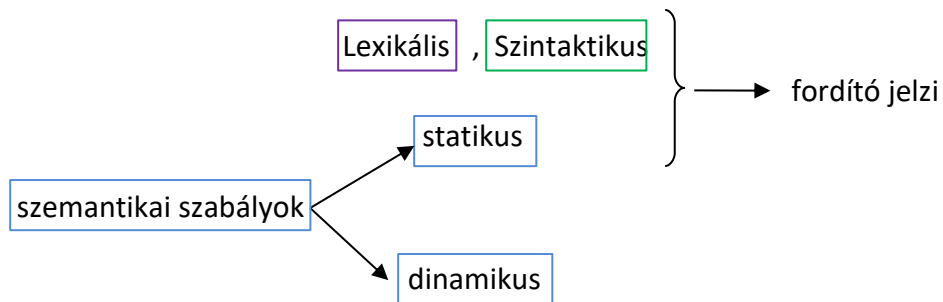 Lexikális , Szintaktikus
fordító jelzi
statikus
szemantikai szabályok
dinamikus